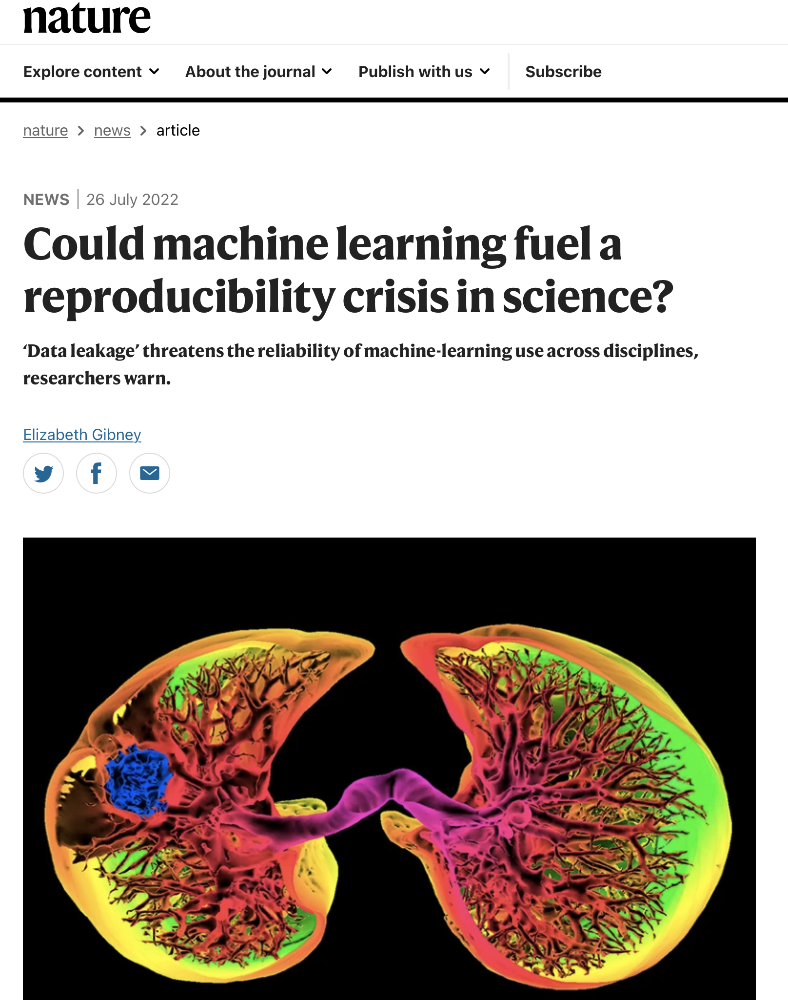 nature
Explore content About the journal Publish with us Subscribe
nature news article
NEWS 26 July 2022
Could machine learning fuel a
reproducibility crisis in science?
‘Data leakage’ threatens the reliability of machine-learning use across disciplines,
researchers warn.
Elizabeth Gibney